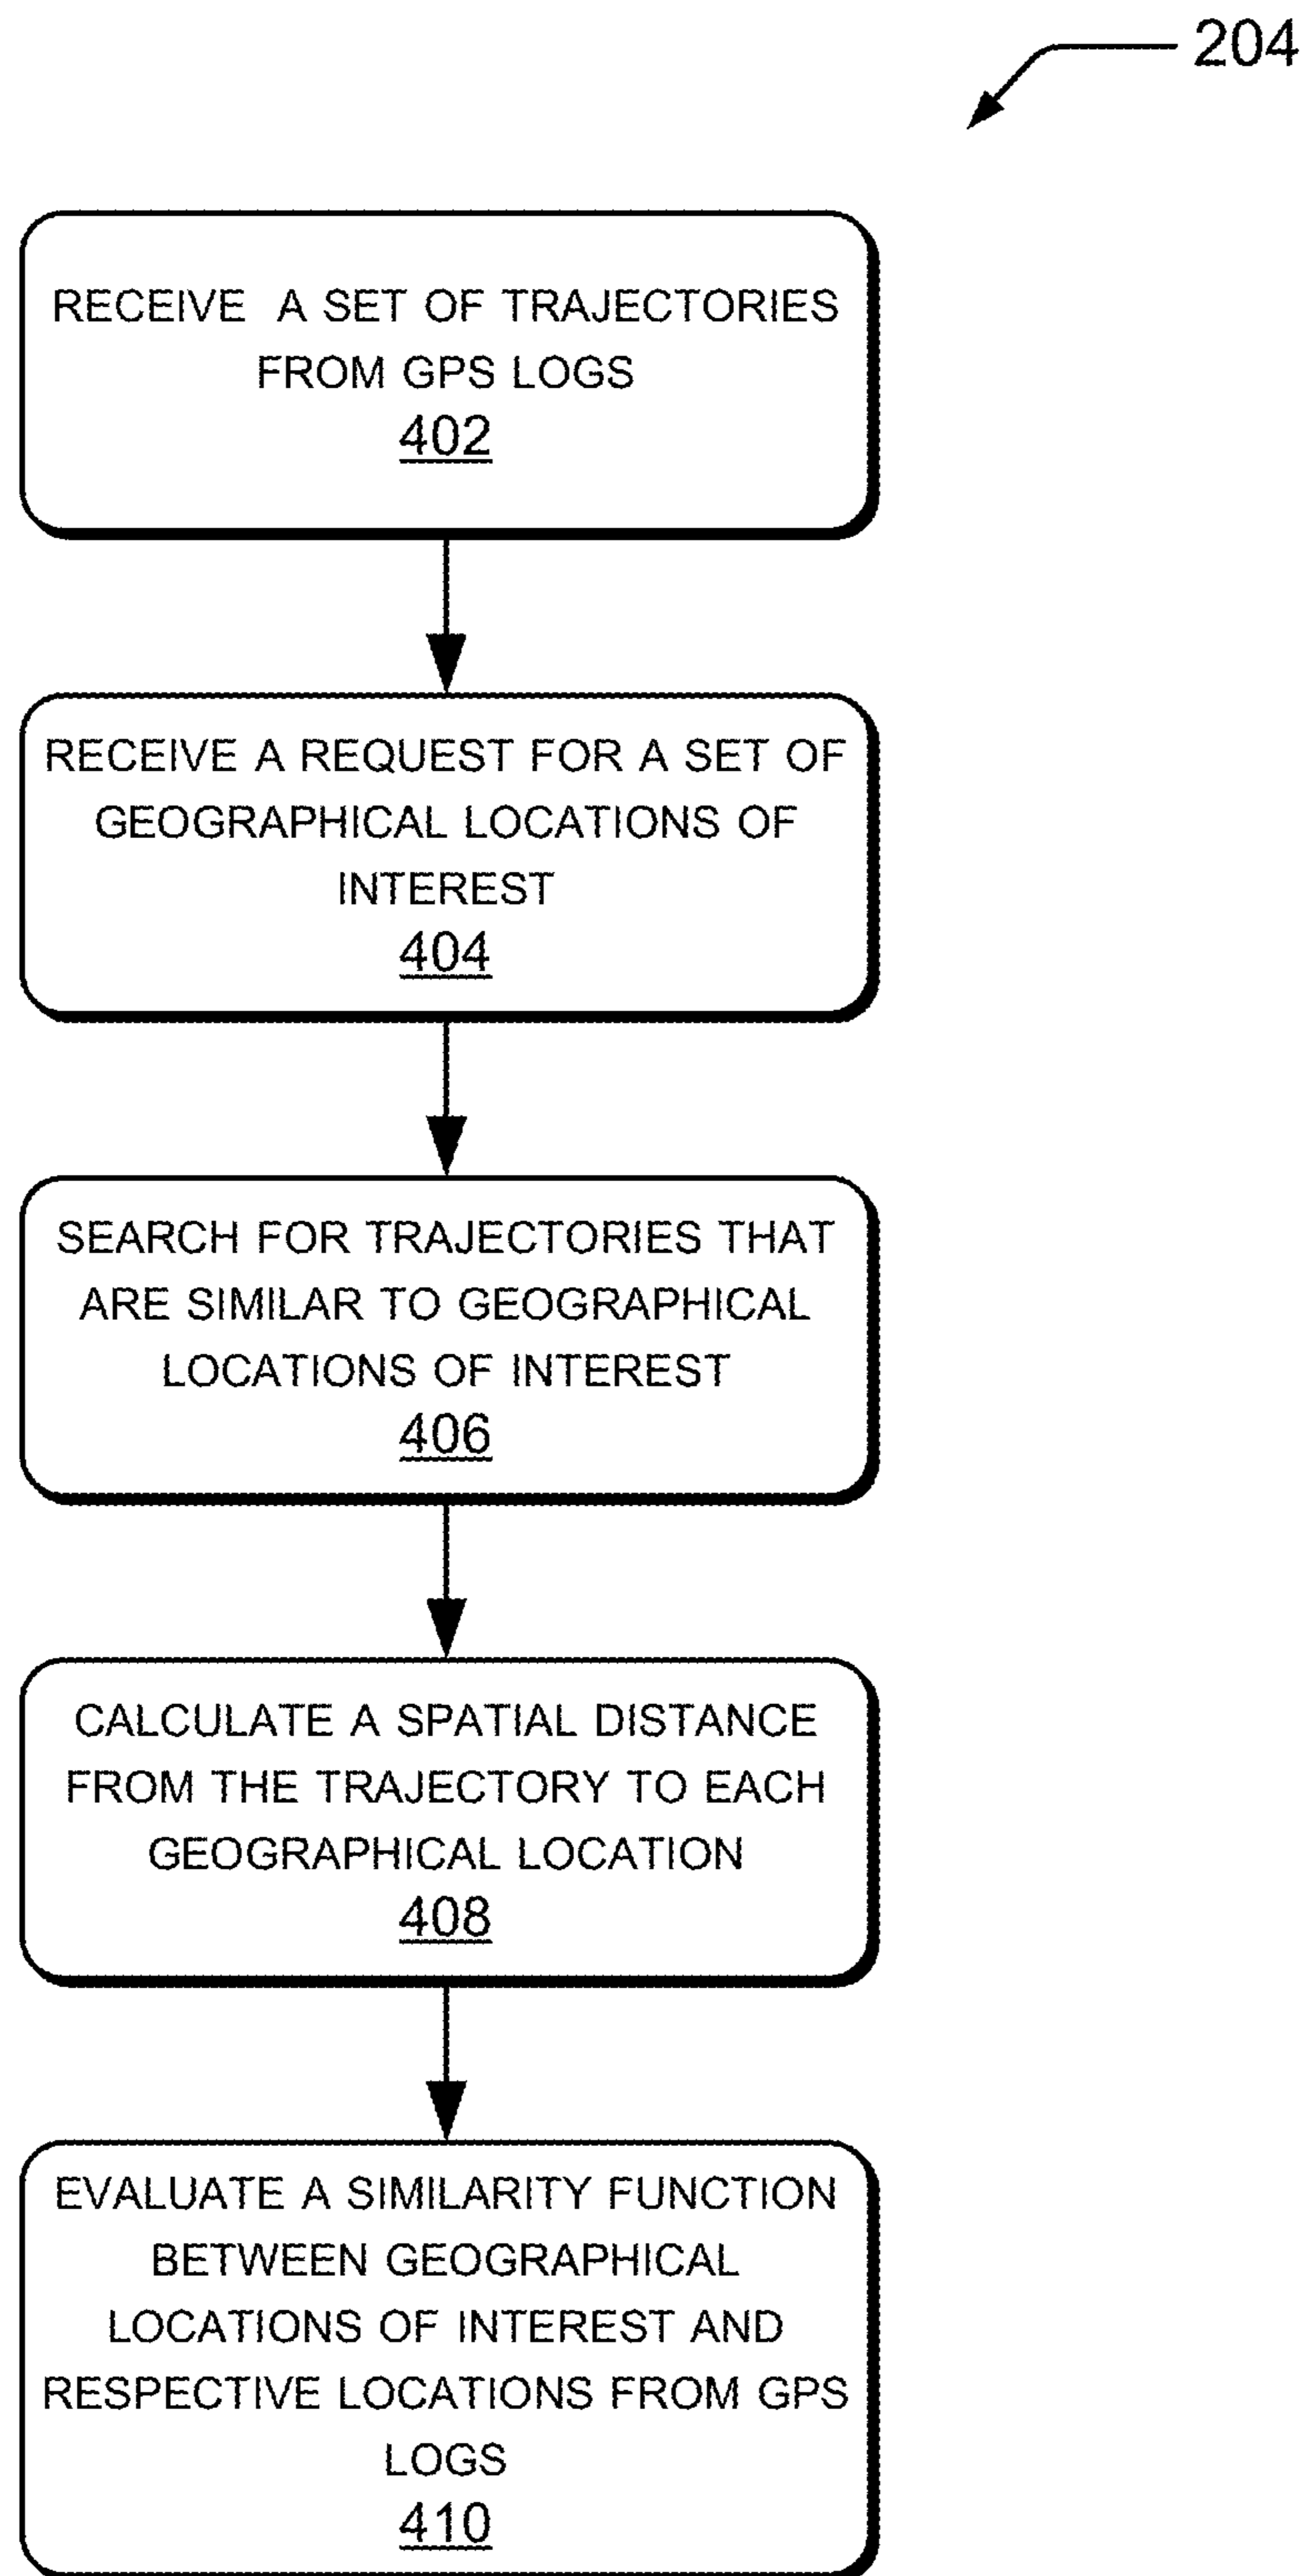 204
RECEIVE A SET OF TRAJECTORIES
FROM GPS LOGS
402
RECEIVE A REQUEST FOR A SET OF
GEOGRAPHICAL LOCATIONS OF
INTEREST
404
SEARCH FOR TRAJECTORIES THAT
ARE SIMILAR TO GEOGRAPHICAL
LOCATIONS OF INTEREST
406
CALCULATE A SPATIAL DISTANCE
FROM THE TRAJECTORY TO EACH
GEOGRAPHICAL LOCATION
408
EVALUATE A SIMILARITY FUNCTION
BETWEEN GEOGRAPHICAL
LOCATIONS OF INTEREST AND
RESPECTIVE LOCATIONS FROM GPS
LOGS
410